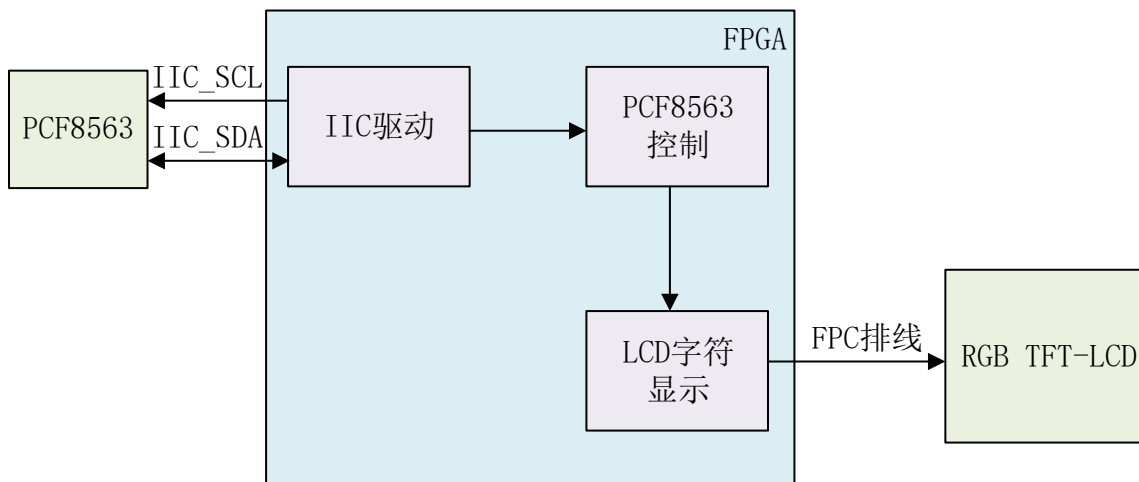 FPGA
PCF8563
IIC_SCL
IIC_SDA
IIC驱动
PCF8563
控制
LCD字符
显示
FPC排线
RGB TFT-LCD